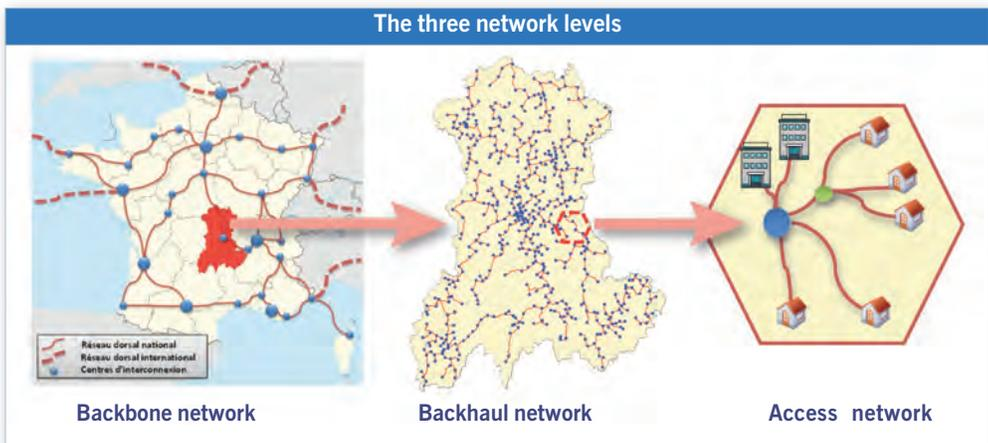 The three network levels
Réseau dorsal national
Réseau dorsal international
Centres d'interconnexion
Backbone network
Backhaul network
Access network